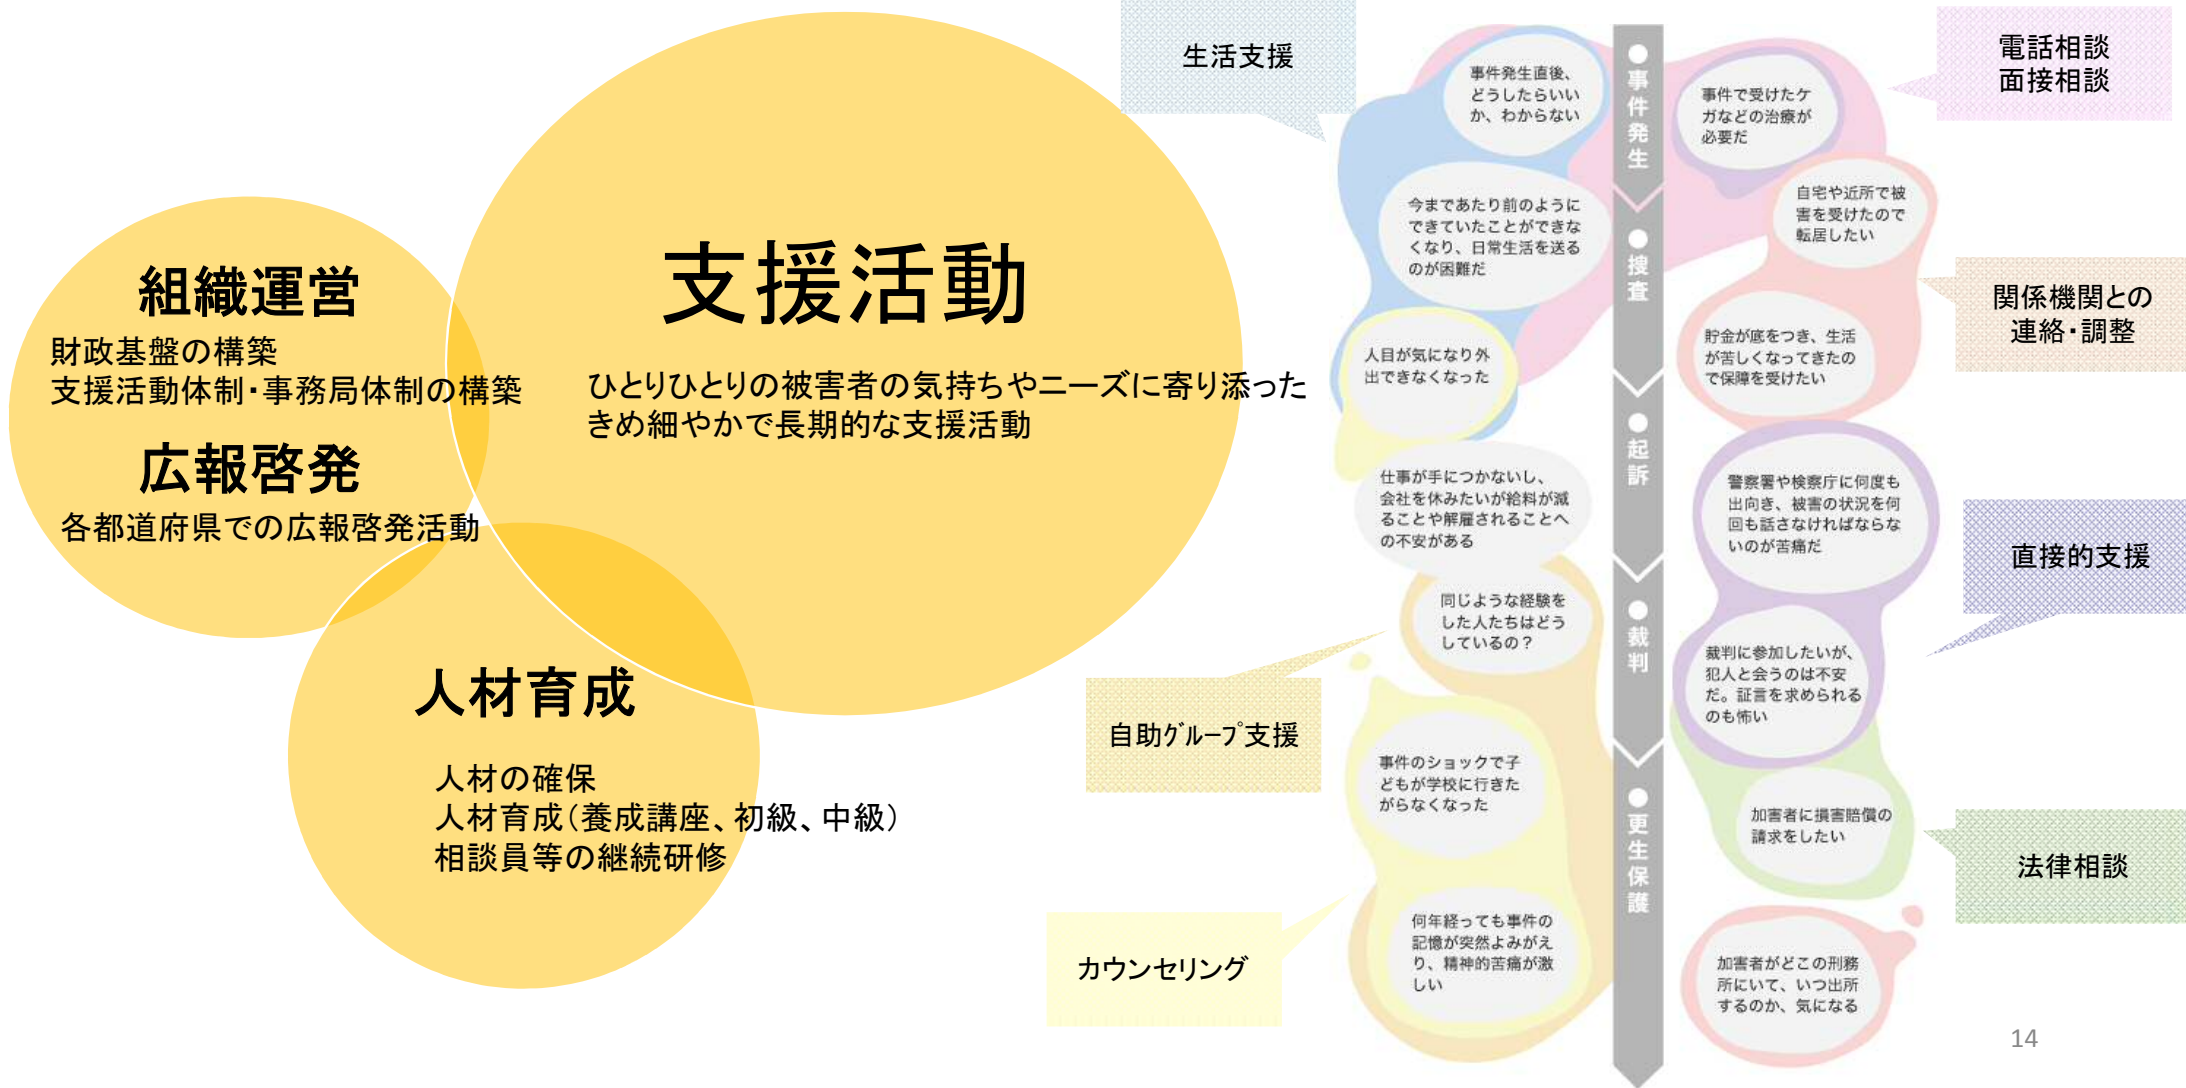 組織運営
財政基盤の構築
支援活動体制・事務局体制の構築
広報啓発
各都道府県での広報啓発活動
支援活動
ひとりひとりの被害者の気持ちやニーズに寄り添った
きめ細やかで長期的な支援活動
人材育成
人材の確保
人材育成（養成講座、初級、中級）
相談員等の継続研修
生活支援
自助ｸﾞﾙｰﾌﾟ支援
カウンセリング
事件発生直後、
どうしたらいい
か、わからない
今まであたり前のように
できていたことができな
くなり、日常生活を送る
のが困難だ
人目が気になり外
出できなくなった
仕事が手につかないし、
会社を休みたいが給料が減
ることや解雇されることへ
の不安がある
同じような経験を
した人たちはどう
しているの？
事件のショックで子
どもが学校に行きた
がらなくなった
何年経っても事件の
記憶が突然よみがえ
り、精神的苦痛が激
しい
●事件発生
●捜査
●起訴
●裁判
●更生保護
事件で受けたケ
ガなどの治療が
必要だ
自宅や近所で被
害を受けたので
転居したい
貯金が底をつき、生活
が苦しくなってきたの
で保障を受けたい
警察署や検察庁に何度も
出向き、被害の状況を何
回も話さなければならな
いのが苦痛だ
裁判に参加したいが、
犯人と会うのは不安
だ。証言を求められる
のも怖い
加害者に損害賠償の
請求をしたい
加害者がどこの刑務
所にいて、いつ出所
するのか、気になる
電話相談
面接相談
関係機関との
連絡・調整
直接的支援
法律相談
14